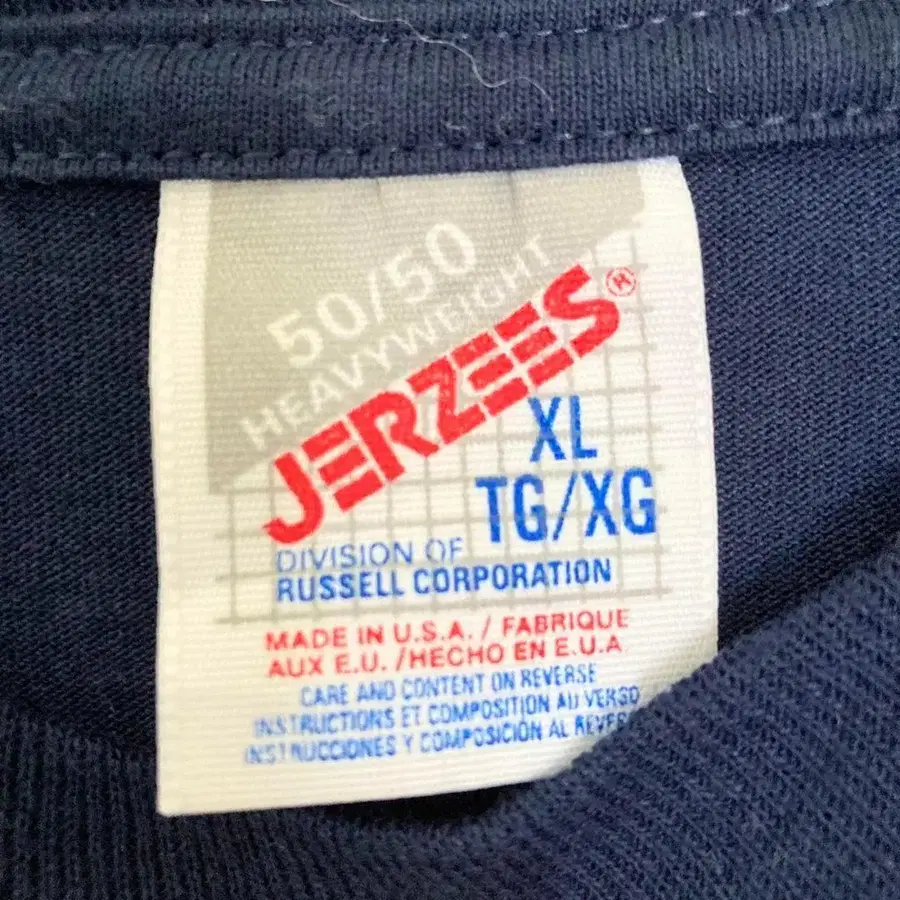 50/50
HEAVYWEIGHT
JERZEES®
XL
TG/XG
DIVISION OF
RUSSELL CORPORATION
MADE IN U.S.A. / FABRIQUE
AUX E.U. /HECHO EN E.U.A
CARE AND CONTENT ON REVERSE
INSTRUCTIONS ET COMPOSITION AU VERSO
INSTRUCCIONES Y COMPOSICIÓN AL REVERSO